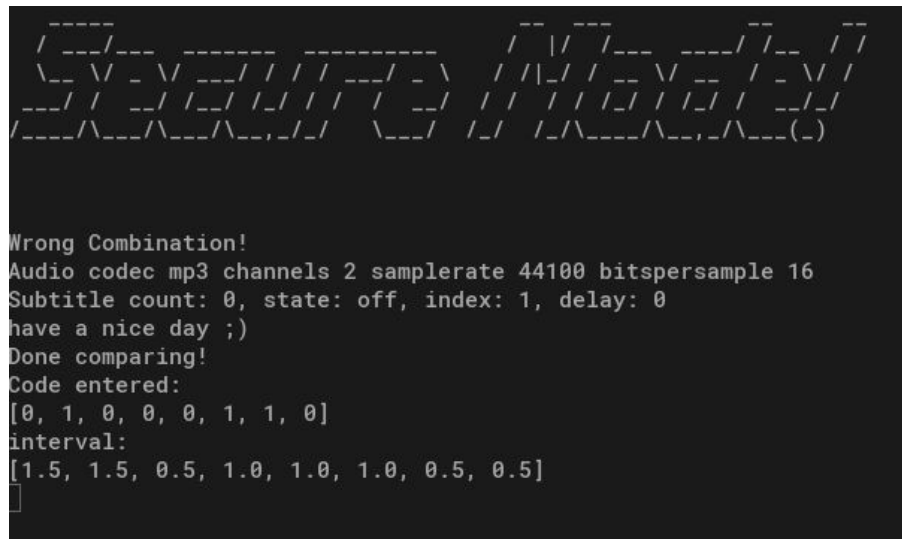 Secure Mode!
Wrong Combination!
Audio codec mp3 channels 2 samplerate 44100 bitspersample 16
Subtitle count: 0, state: off, index: 1, delay: 0
have a nice day ;)
Done comparing!
Code entered:
[0, 1, 0, 0, 0, 1, 1, 0]
interval:
[1.5, 1.5, 0.5, 1.0, 1.0, 1.0, 0.5, 0.5]